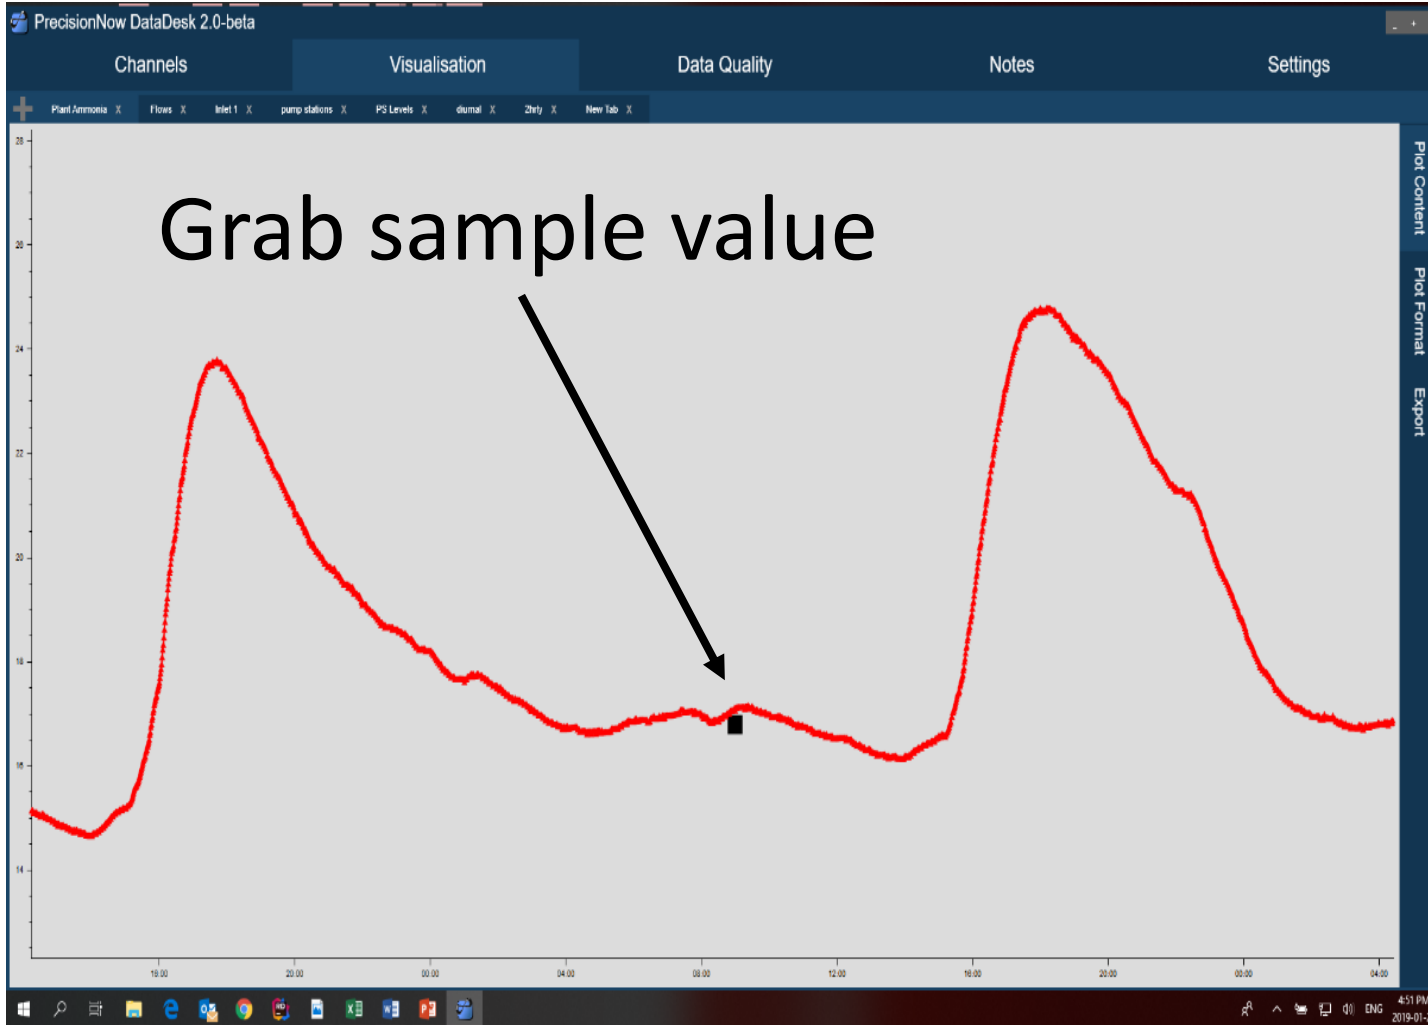 PrecisionNow DataDesk 2.0-beta
Channels Visualisation Data Quality Notes Settings
Plant Ammonia X Flows X Inlet 1 X pump stations X PS Levels X diurnal X 2hrly X New Tab X
Plot Content
Plot Format
Export
Grab sample value
28
26
24
22
20
18
16
14
16:00 20:00 00:00 04:00 08:00 12:00 16:00 20:00 00:00 04:00
ENG
4:51 PM